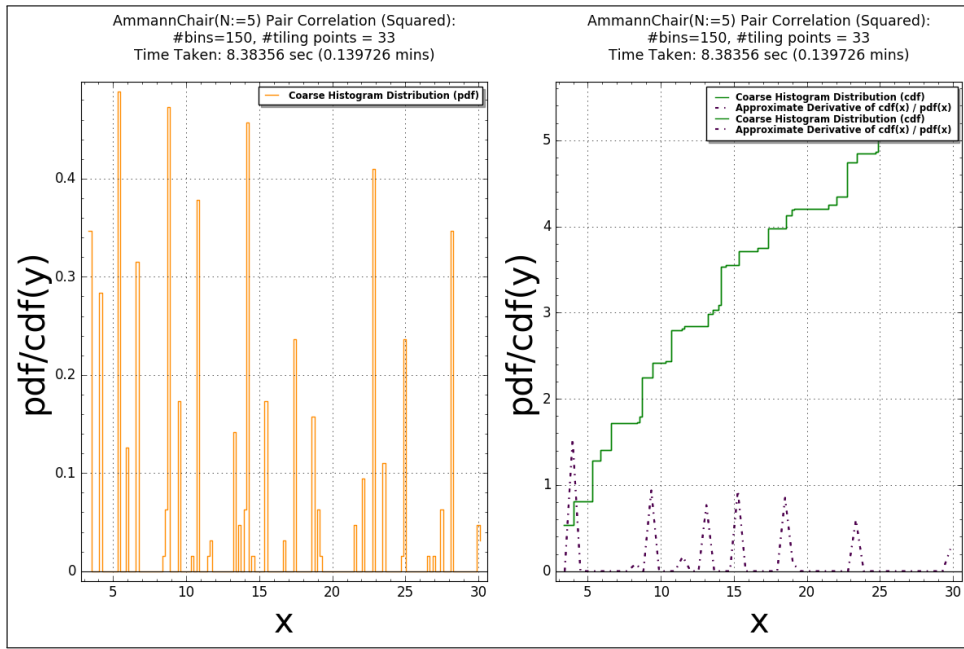 AmmannChair(N:=5) Pair Correlation (Squared):
#bins=150, #tiling points = 33
Time Taken: 8.38356 sec (0.139726 mins)
Coarse Histogram Distribution (pdf)
0.4
0.3
0.2
0.1
0
5 10 15 20 25 30
pdf/cdf(y)
x
AmmannChair(N:=5) Pair Correlation (Squared):
#bins=150, #tiling points = 33
Time Taken: 8.38356 sec (0.139726 mins)
Coarse Histogram Distribution (cdf)
Approximate Derivative of cdf(x) / pdf(x)
Coarse Histogram Distribution (cdf)
Approximate Derivative of cdf(x) / pdf(x)
5
4
3
2
1
0
5 10 15 20 25 30
pdf/cdf(y)
x